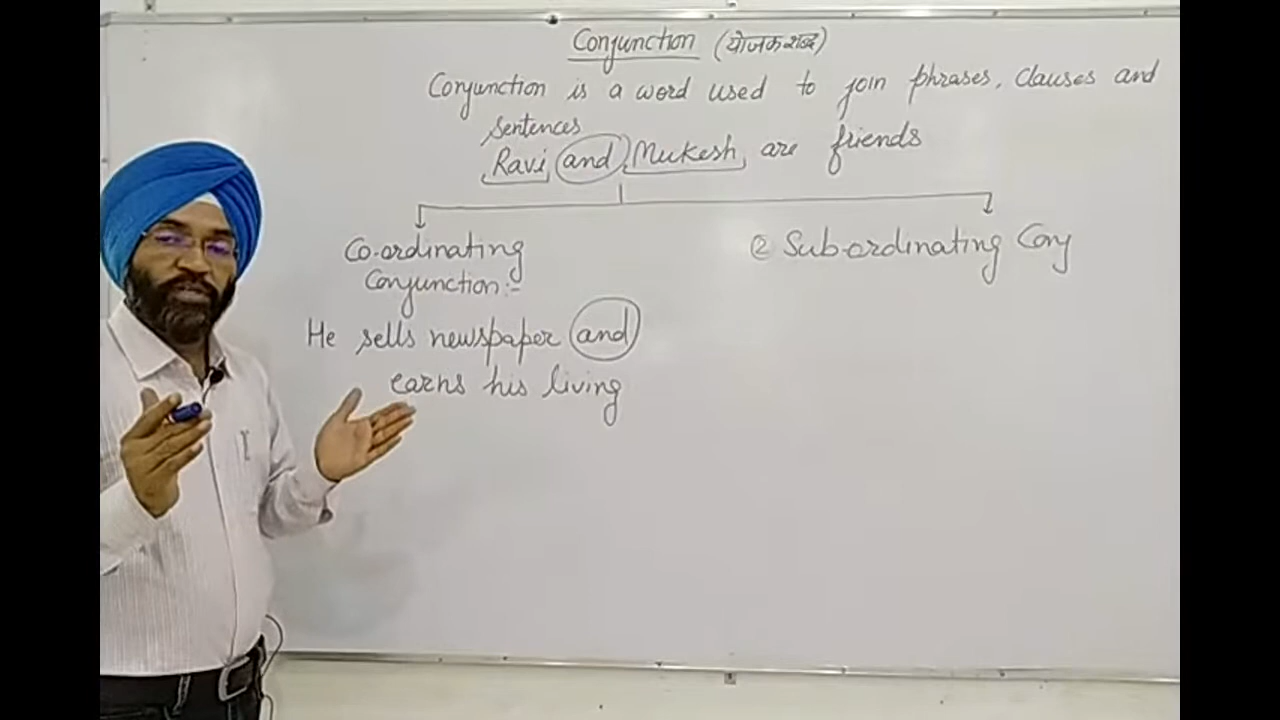 Conjunction (योजक शब्द)
Conjunction is a word used to join phrases, clauses and
sentences
Ravi and Mukesh are friends
Co-ordinating
Conjunction:-
② Sub-ordinating Conj
He sells newspaper and
earns his living